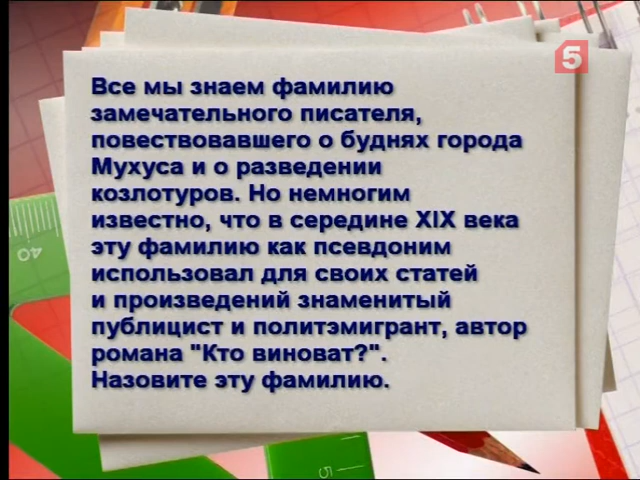 5
Все мы знаем фамилию
замечательного писателя,
повествовавшего о буднях города
Мухуса и о разведении
козлотуров. Но немногим
известно, что в середине XIX века
эту фамилию как псевдоним
использовал для своих статей
и произведений знаменитый
публицист и политэмигрант, автор
романа "Кто виноват?".
Назовите эту фамилию.
40
5